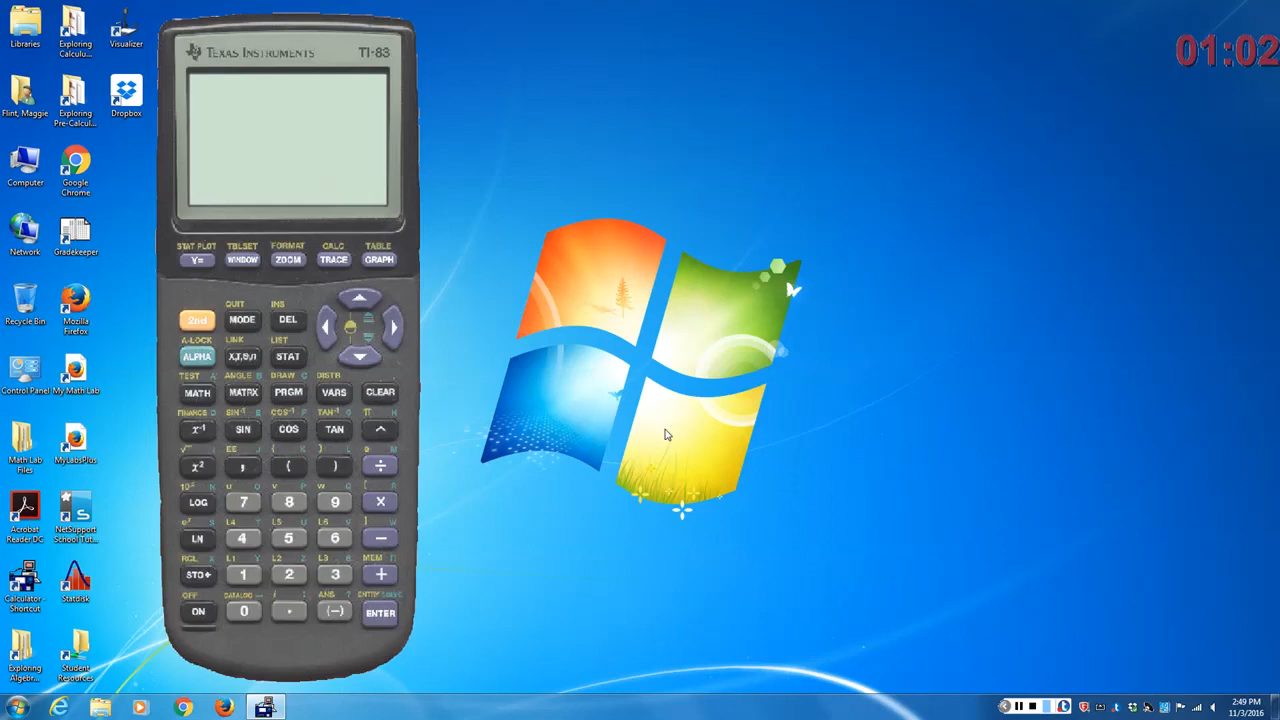 Libraries
Exploring Calcu...
Visualizer
01:02
Flint, Maggie
Exploring Pre-Calcul...
Dropbox
Computer
Google Chrome
Network
Gradekeeper
Recycle Bin
Mozilla Firefox
Control Panel
My Math Lab
Math Lab Files
MyLabsPlus
Acrobat Reader DC
NetSupport School Tut...
Calculator - Shortcut
Statdisk
Exploring Algebr...
Student Resources
TEXAS INSTRUMENTS TI-83
STAT PLOT TBLSET FORMAT CALC TABLE
Y= WINDOW ZOOM TRACE GRAPH
QUIT INS
2nd MODE DEL
A-LOCK LINK LIST
ALPHA X,T,θ,n STAT
TEST A ANGLE B DRAW C DISTR
MATH MATRX PRGM VARS CLEAR
FINANCE D SIN⁻¹ E COS⁻¹ F TAN⁻¹ G π H
x⁻¹ SIN COS TAN ^
√ I EE J { K } L e M
x² , ( ) ÷
10ˣ N u O v P w Q [ R
LOG 7 8 9 ×
eˣ S L4 T L5 U L6 V ] W
LN 4 5 6 −
RCL X L1 Y L2 Z L3 θ MEM "
STO▸ 1 2 3 +
OFF CATALOG i : ANS ? ENTRY SOLVE
ON 0 . (−) ENTER
2:49 PM
11/3/2016